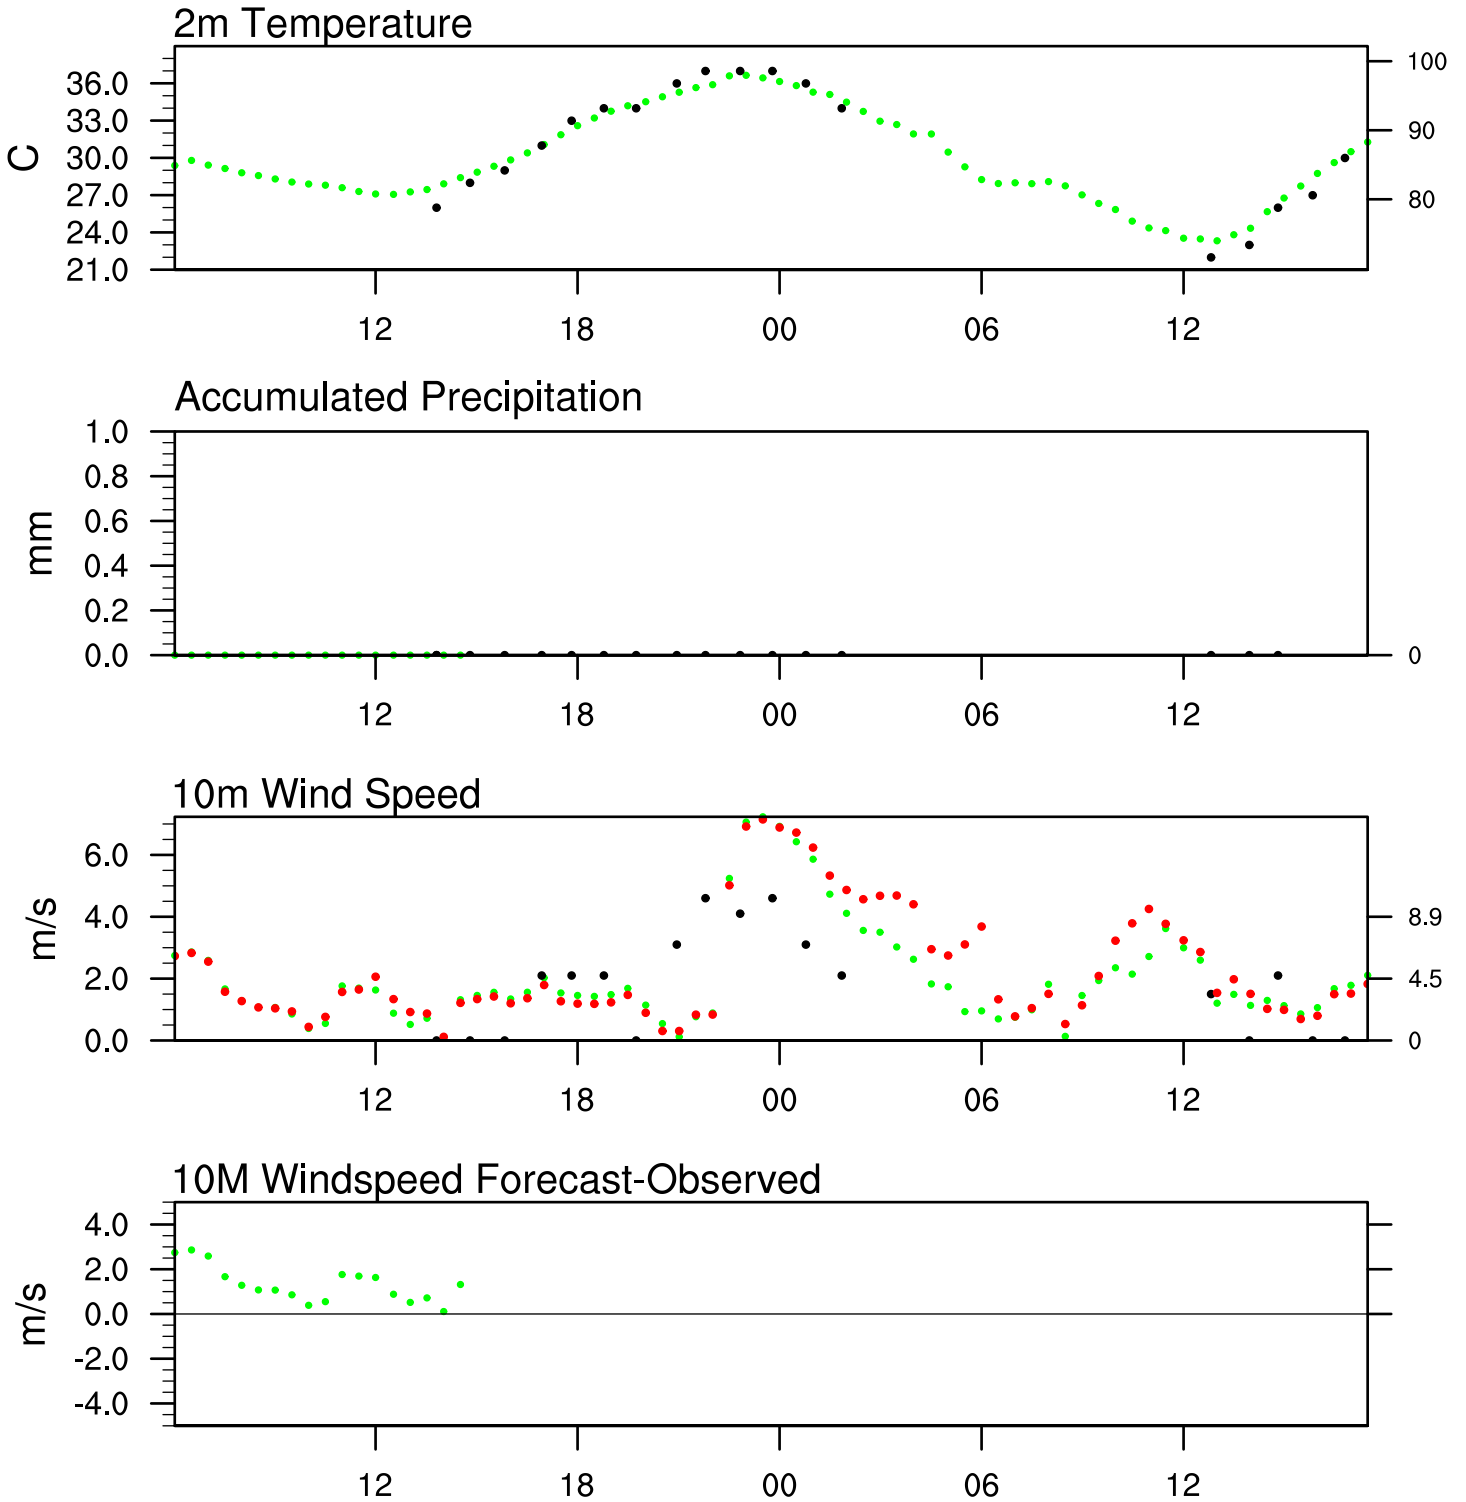 2m Temperature
C
36.0
33.0
30.0
27.0
24.0
21.0
100
90
80
12 18 00 06 12
Accumulated Precipitation
mm
1.0
0.8
0.6
0.4
0.2
0.0
0
12 18 00 06 12
10m Wind Speed
m/s
6.0
4.0
2.0
0.0
8.9
4.5
0
12 18 00 06 12
10M Windspeed Forecast-Observed
m/s
4.0
2.0
0.0
-2.0
-4.0
12 18 00 06 12